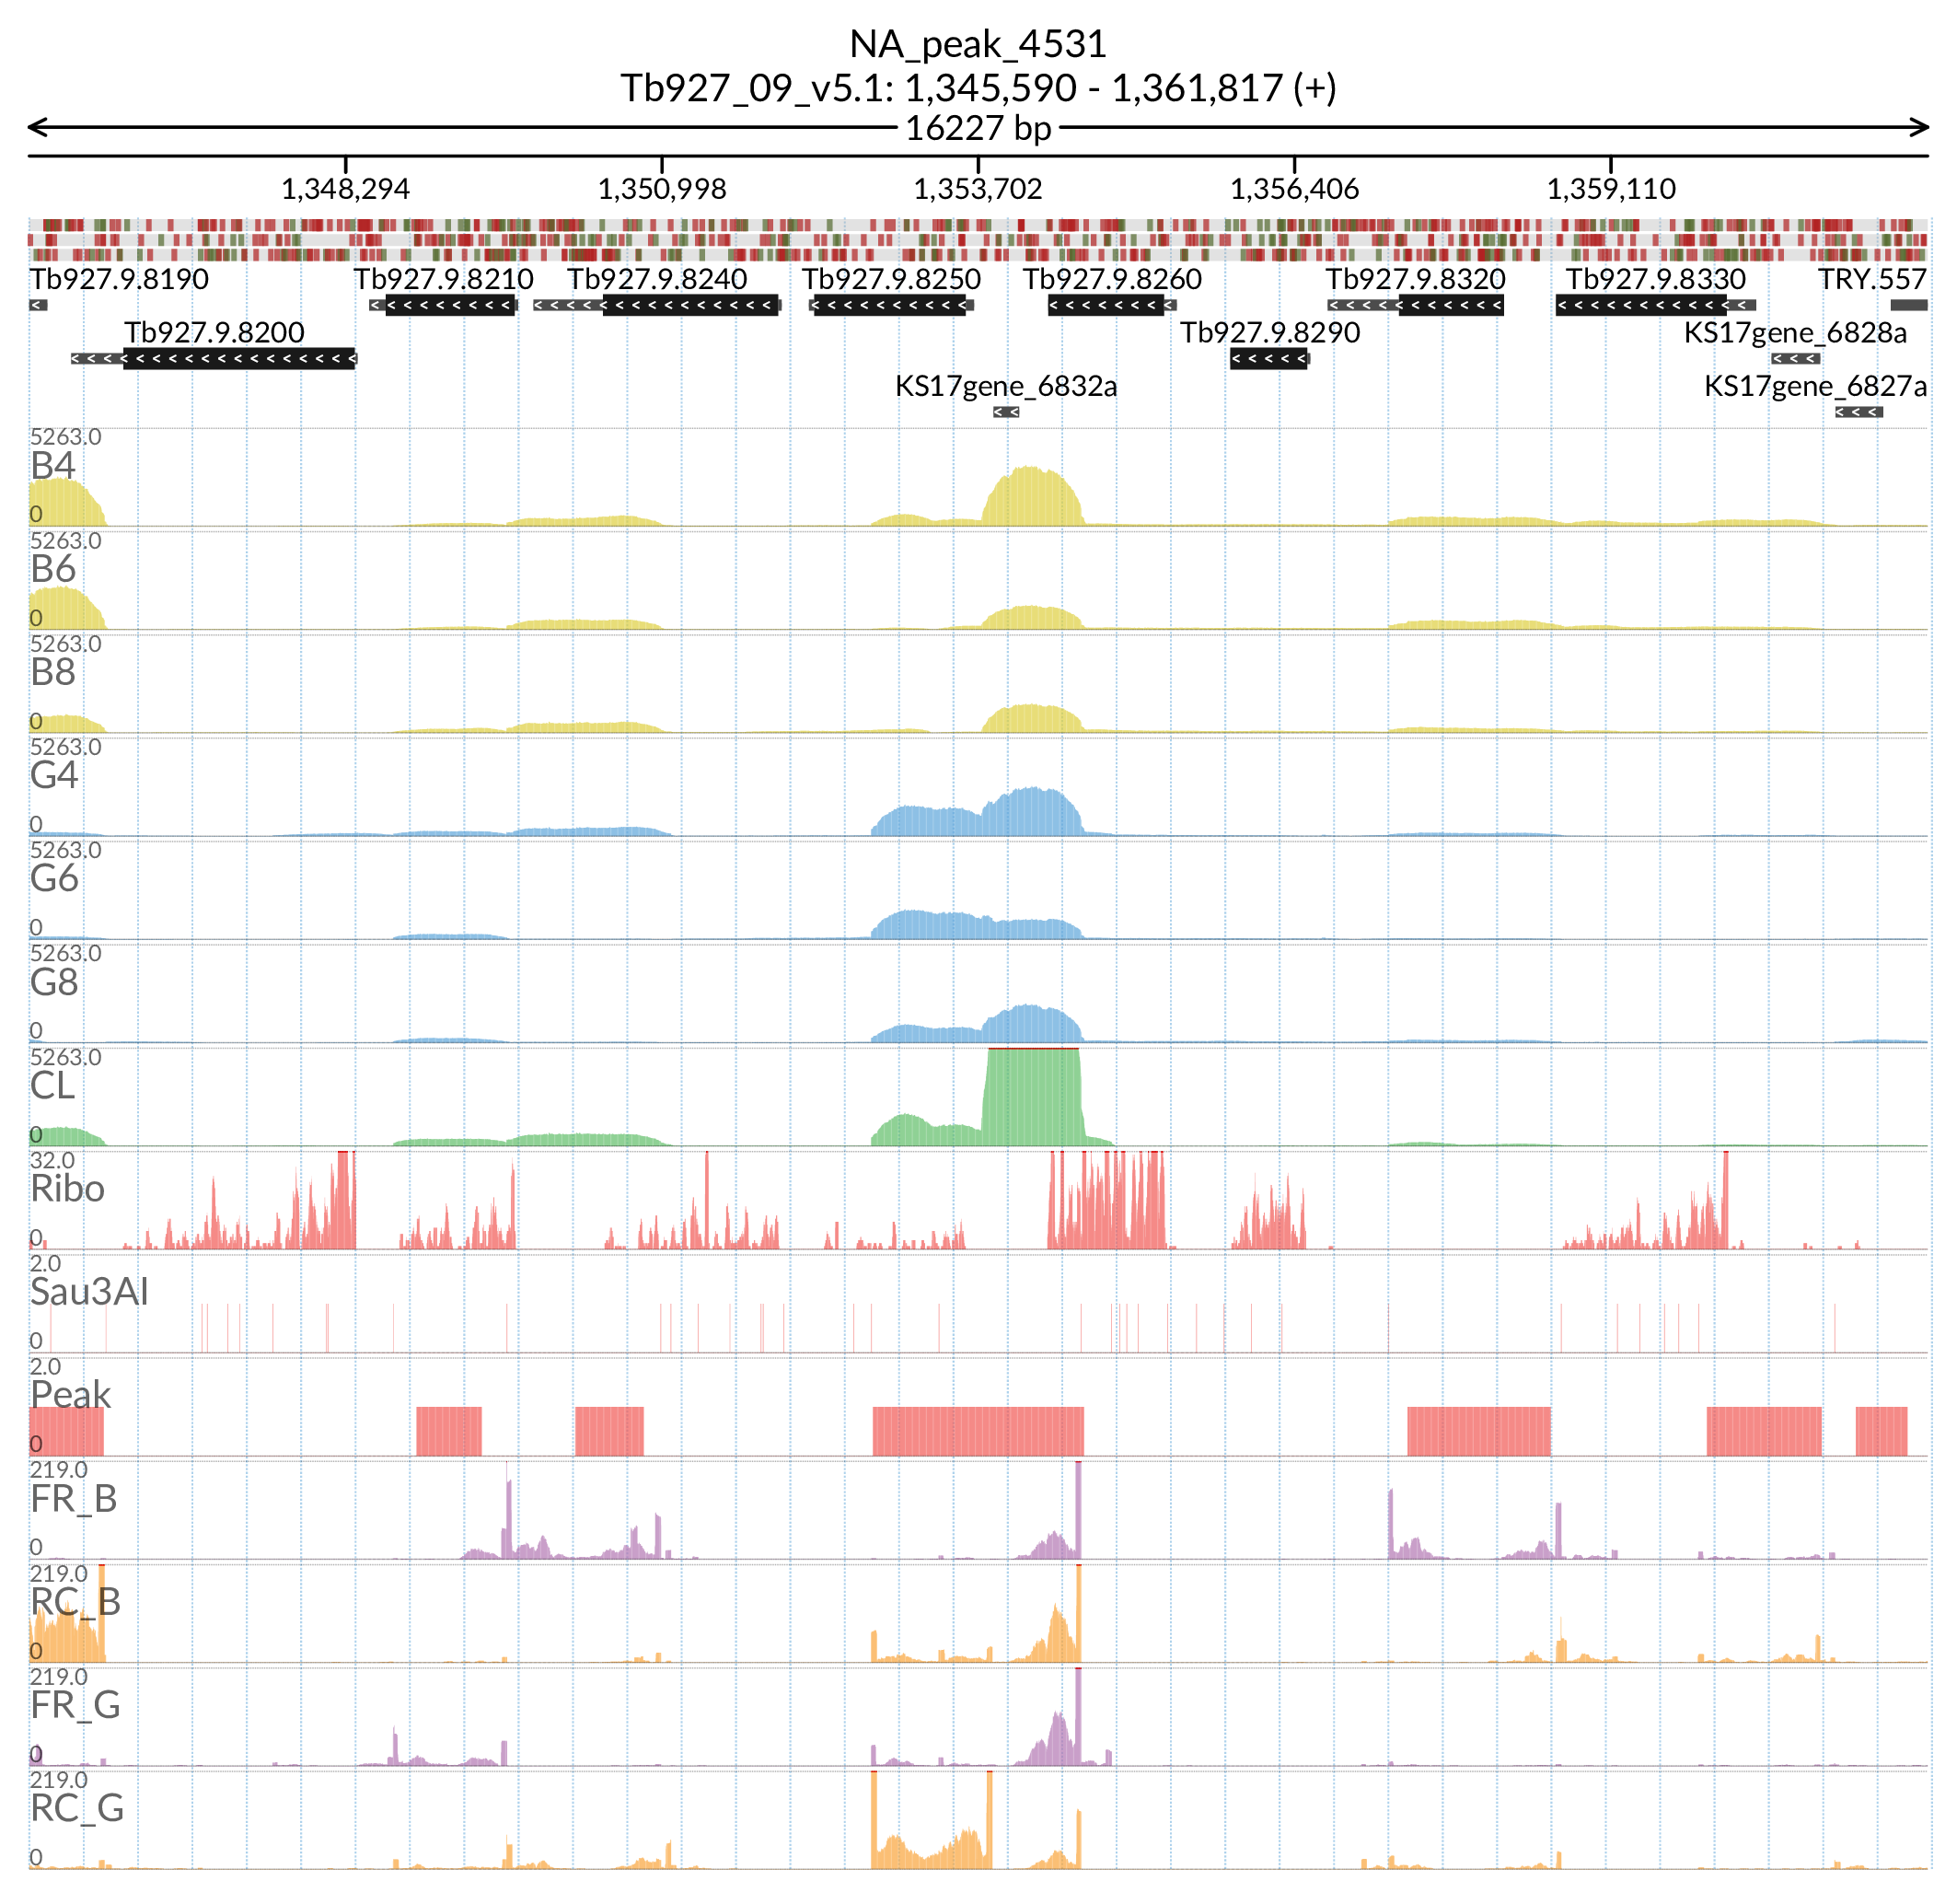 NA_peak_4531
Tb927_09_v5.1: 1,345,590 - 1,361,817 (+)
16227 bp
1,348,294 1,350,998 1,353,702 1,356,406 1,359,110
Tb927.9.8190 Tb927.9.8210 Tb927.9.8240 Tb927.9.8250 Tb927.9.8260 Tb927.9.8320 Tb927.9.8330 TRY.557
Tb927.9.8200 Tb927.9.8290 KS17gene_6828a
KS17gene_6832a KS17gene_6827a
5263.0
B4
0
5263.0
B6
0
5263.0
B8
0
5263.0
G4
0
5263.0
G6
0
5263.0
G8
0
5263.0
CL
0
32.0
Ribo
0
2.0
Sau3AI
0
2.0
Peak
0
219.0
FR_B
0
219.0
RC_B
0
219.0
FR_G
0
219.0
RC_G
0